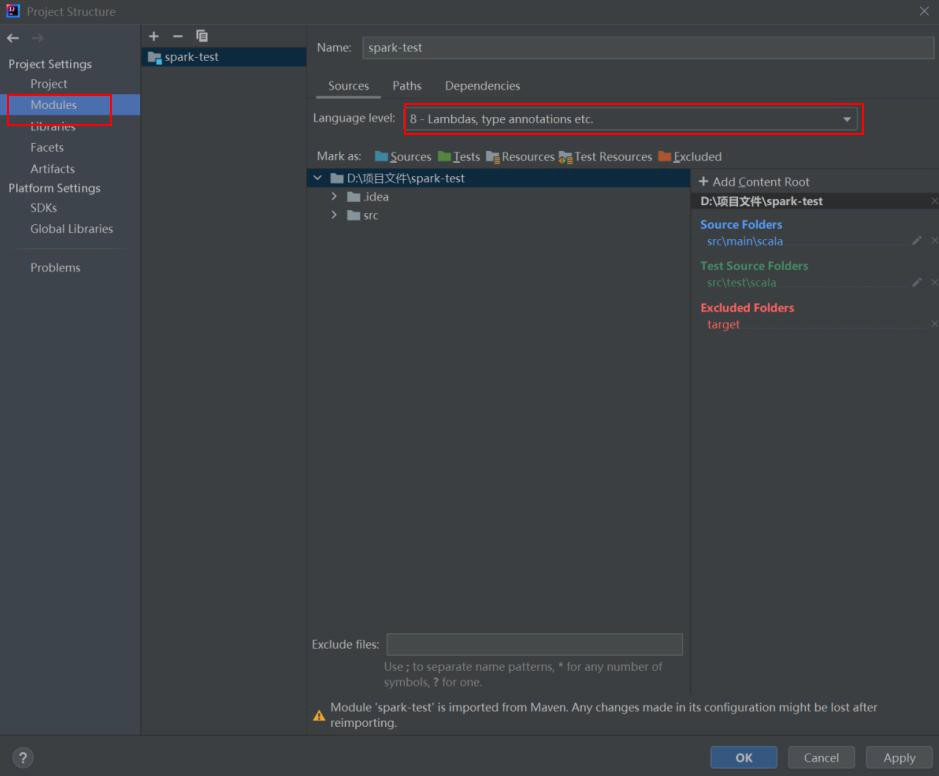 Project Structure
Project Settings
Project
Modules
Libraries
Facets
Artifacts
Platform Settings
SDKs
Global Libraries
Problems
spark-test
Name: spark-test
Sources Paths Dependencies
Language level: 8 - Lambdas, type annotations etc.
Mark as: Sources Tests Resources Test Resources Excluded
D:\项目文件\spark-test
.idea
src
+ Add Content Root
D:\项目文件\spark-test
Source Folders
src\main\scala
Test Source Folders
src\test\scala
Excluded Folders
target
Exclude files:
Use ; to separate name patterns, * for any number of
symbols, ? for one.
Module 'spark-test' is imported from Maven. Any changes made in its configuration might be lost after
reimporting.
? OK Cancel Apply